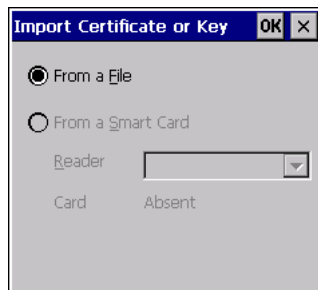 Import Certificate or Key OK ×
From a File
From a Smart Card
Reader
Card Absent